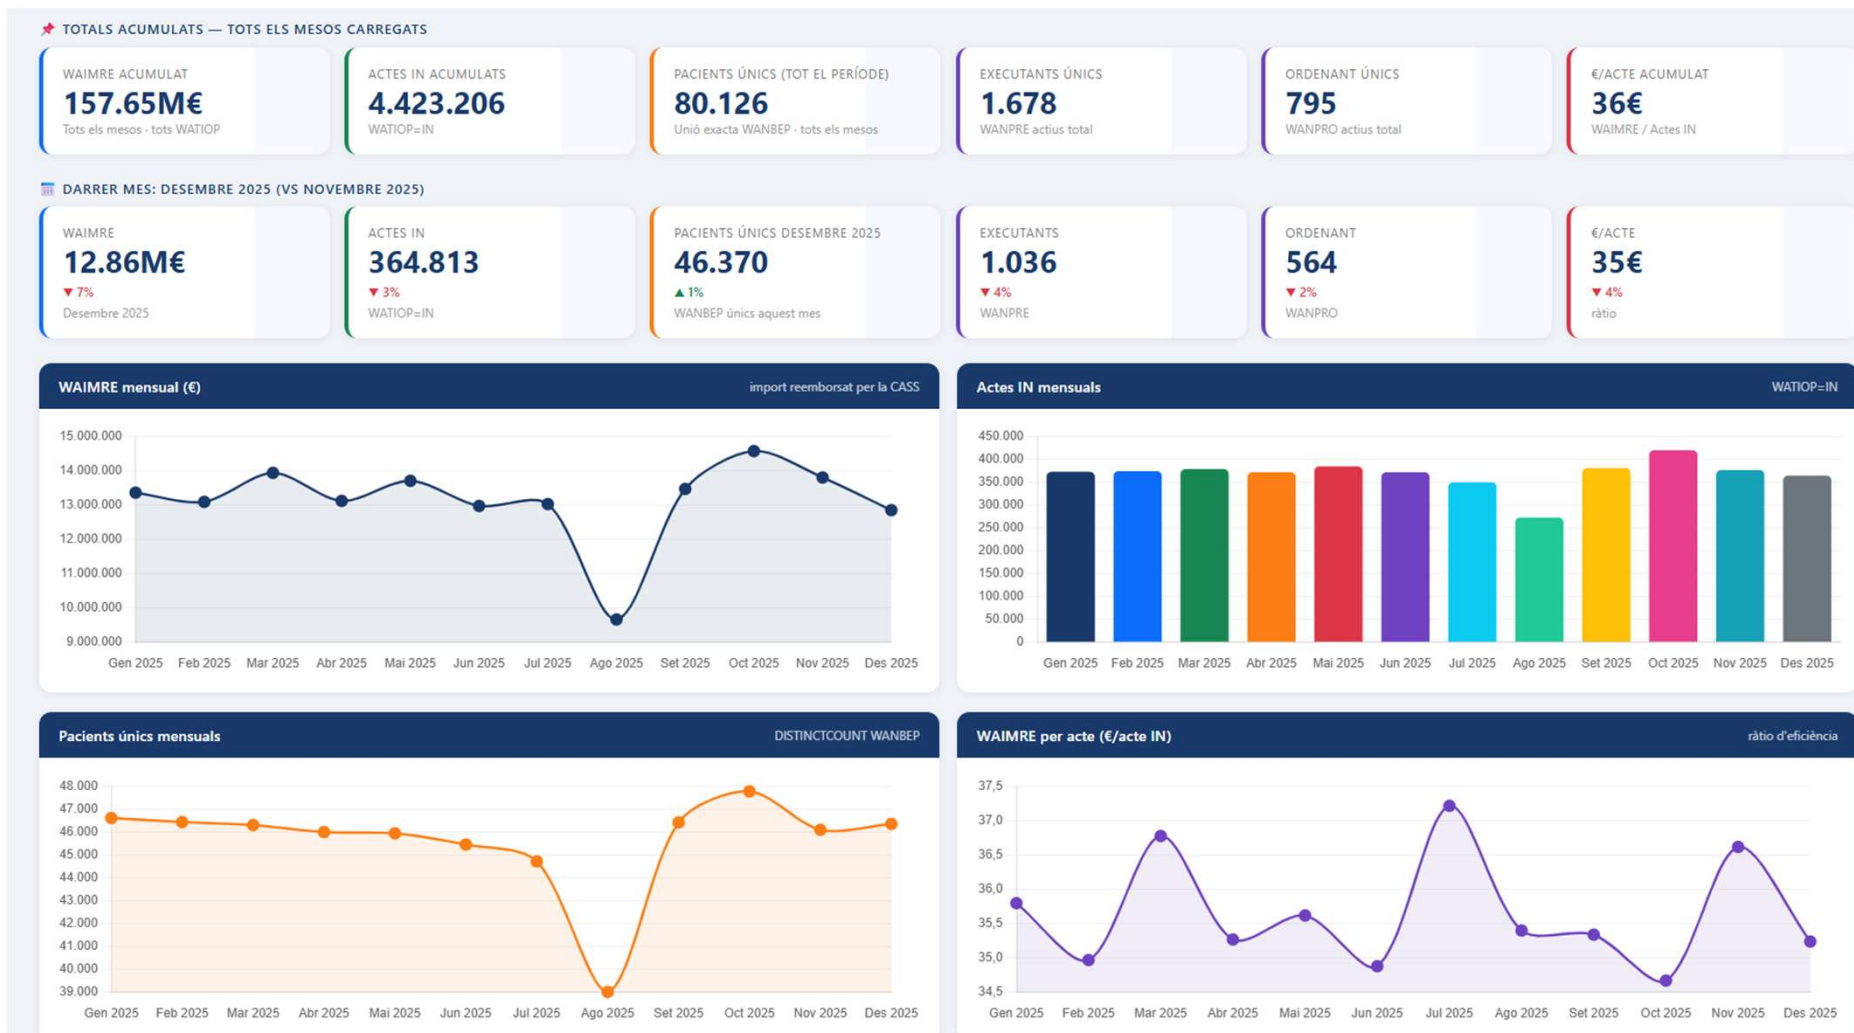 TOTALS ACUMULATS — TOTS ELS MESOS CARREGATS
WAIMRE ACUMULAT
157.65M€
Tots els mesos · tots WATIOP
ACTES IN ACUMULATS
4.423.206
WATIOP=IN
PACIENTS ÚNICS (TOT EL PERÍODE)
80.126
Unió exacta WANBEP · tots els mesos
EXECUTANTS ÚNICS
1.678
WANPRE actius total
ORDENANT ÚNICS
795
WANPRO actius total
€/ACTE ACUMULAT
36€
WAIMRE / Actes IN
DARRER MES: DESEMBRE 2025 (VS NOVEMBRE 2025)
WAIMRE
12.86M€
▼ 7%
Desembre 2025
ACTES IN
364.813
▼ 3%
WATIOP=IN
PACIENTS ÚNICS DESEMBRE 2025
46.370
▲ 1%
WANBEP únics aquest mes
EXECUTANTS
1.036
▼ 4%
WANPRE
ORDENANT
564
▼ 2%
WANPRO
€/ACTE
35€
▼ 4%
ràtio
WAIMRE mensual (€)
import reemborsat per la CASS
15.000.000
14.000.000
13.000.000
12.000.000
11.000.000
10.000.000
9.000.000
Gen 2025 Feb 2025 Mar 2025 Abr 2025 Mai 2025 Jun 2025 Jul 2025 Ago 2025 Set 2025 Oct 2025 Nov 2025 Des 2025
Actes IN mensuals
WATIOP=IN
450.000
400.000
350.000
300.000
250.000
200.000
150.000
100.000
50.000
0
Gen 2025 Feb 2025 Mar 2025 Abr 2025 Mai 2025 Jun 2025 Jul 2025 Ago 2025 Set 2025 Oct 2025 Nov 2025 Des 2025
Pacients únics mensuals
DISTINCTCOUNT WANBEP
48.000
47.000
46.000
45.000
44.000
43.000
42.000
41.000
40.000
39.000
Gen 2025 Feb 2025 Mar 2025 Abr 2025 Mai 2025 Jun 2025 Jul 2025 Ago 2025 Set 2025 Oct 2025 Nov 2025 Des 2025
WAIMRE per acte (€/acte IN)
ràtio d'eficiència
37,5
37,0
36,5
36,0
35,5
35,0
34,5
Gen 2025 Feb 2025 Mar 2025 Abr 2025 Mai 2025 Jun 2025 Jul 2025 Ago 2025 Set 2025 Oct 2025 Nov 2025 Des 2025